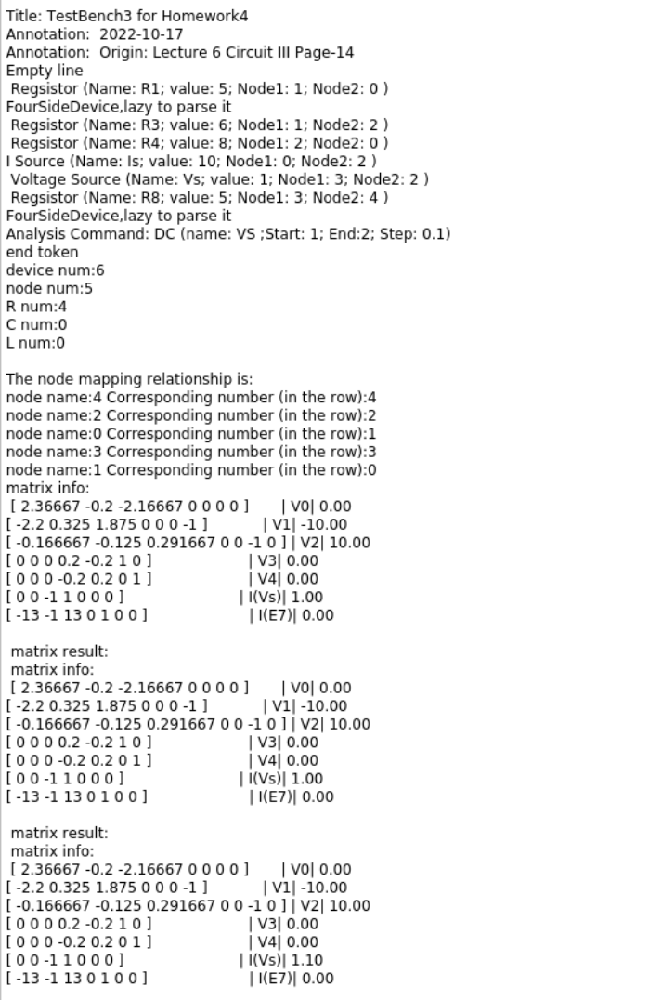 Title: TestBench3 for Homework4
Annotation:  2022-10-17
Annotation:  Origin: Lecture 6 Circuit III Page-14
Empty line
Regsistor (Name: R1; value: 5; Node1: 1; Node2: 0 )
FourSideDevice,lazy to parse it
Regsistor (Name: R3; value: 6; Node1: 1; Node2: 2 )
Regsistor (Name: R4; value: 8; Node1: 2; Node2: 0 )
I Source (Name: Is; value: 10; Node1: 0; Node2: 2 )
Voltage Source (Name: Vs; value: 1; Node1: 3; Node2: 2 )
Regsistor (Name: R8; value: 5; Node1: 3; Node2: 4 )
FourSideDevice,lazy to parse it
Analysis Command: DC (name: VS ;Start: 1; End:2; Step: 0.1)
end token
device num:6
node num:5
R num:4
C num:0
L num:0
The node mapping relationship is:
node name:4 Corresponding number (in the row):4
node name:2 Corresponding number (in the row):2
node name:0 Corresponding number (in the row):1
node name:3 Corresponding number (in the row):3
node name:1 Corresponding number (in the row):0
matrix info:
[ 2.36667 -0.2 -2.16667 0 0 0 0 ] | V0| 0.00
[ -2.2 0.325 1.875 0 0 0 -1 ] | V1| -10.00
[ -0.166667 -0.125 0.291667 0 0 -1 0 ] | V2| 10.00
[ 0 0 0 0.2 -0.2 1 0 ] | V3| 0.00
[ 0 0 0 -0.2 0.2 0 1 ] | V4| 0.00
[ 0 0 -1 1 0 0 0 ] | I(Vs)| 1.00
[ -13 -1 13 0 1 0 0 ] | I(E7)| 0.00
matrix result:
matrix info:
[ 2.36667 -0.2 -2.16667 0 0 0 0 ] | V0| 0.00
[ -2.2 0.325 1.875 0 0 0 -1 ] | V1| -10.00
[ -0.166667 -0.125 0.291667 0 0 -1 0 ] | V2| 10.00
[ 0 0 0 0.2 -0.2 1 0 ] | V3| 0.00
[ 0 0 0 -0.2 0.2 0 1 ] | V4| 0.00
[ 0 0 -1 1 0 0 0 ] | I(Vs)| 1.00
[ -13 -1 13 0 1 0 0 ] | I(E7)| 0.00
matrix result:
matrix info:
[ 2.36667 -0.2 -2.16667 0 0 0 0 ] | V0| 0.00
[ -2.2 0.325 1.875 0 0 0 -1 ] | V1| -10.00
[ -0.166667 -0.125 0.291667 0 0 -1 0 ] | V2| 10.00
[ 0 0 0 0.2 -0.2 1 0 ] | V3| 0.00
[ 0 0 0 -0.2 0.2 0 1 ] | V4| 0.00
[ 0 0 -1 1 0 0 0 ] | I(Vs)| 1.10
[ -13 -1 13 0 1 0 0 ] | I(E7)| 0.00